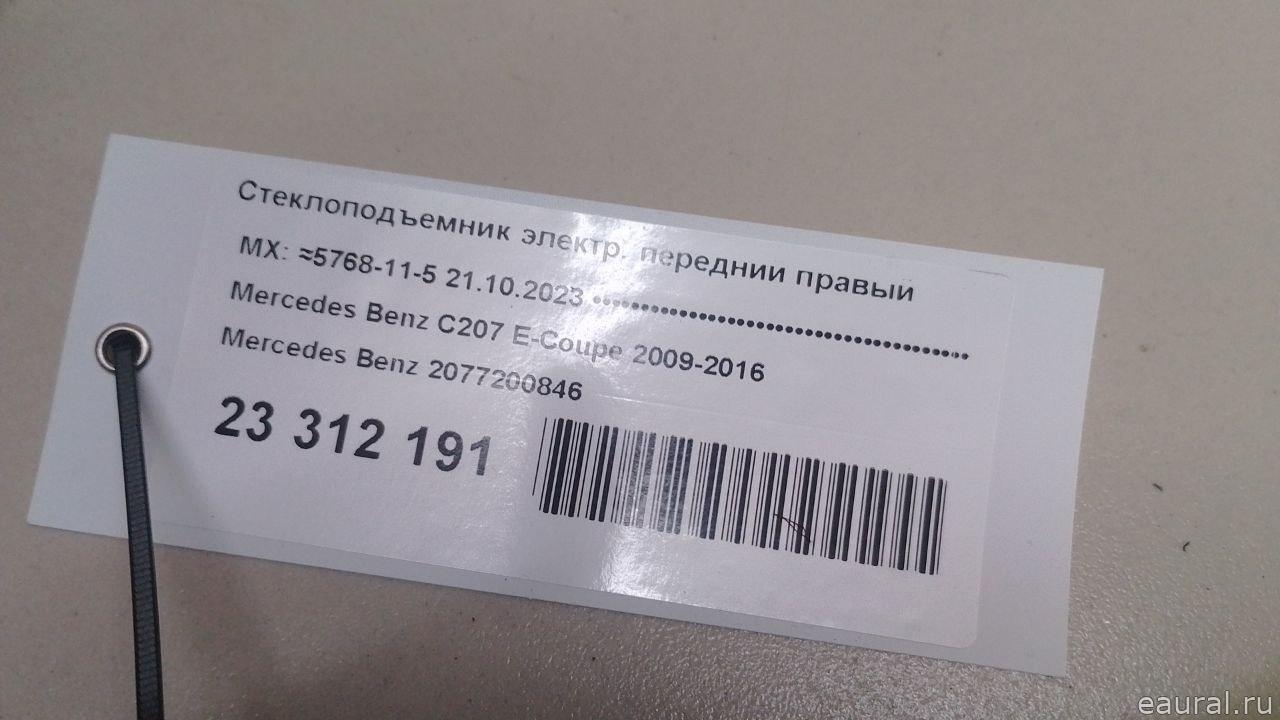 Стеклоподъемник электр. передний правый
МХ: ≈5768-11-5 21.10.2023 ••••••••••••••••••••••••••••••••••••••
Mercedes Benz C207 E-Coupe 2009-2016
Mercedes Benz 2077200846
23 312 191
eaural.ru